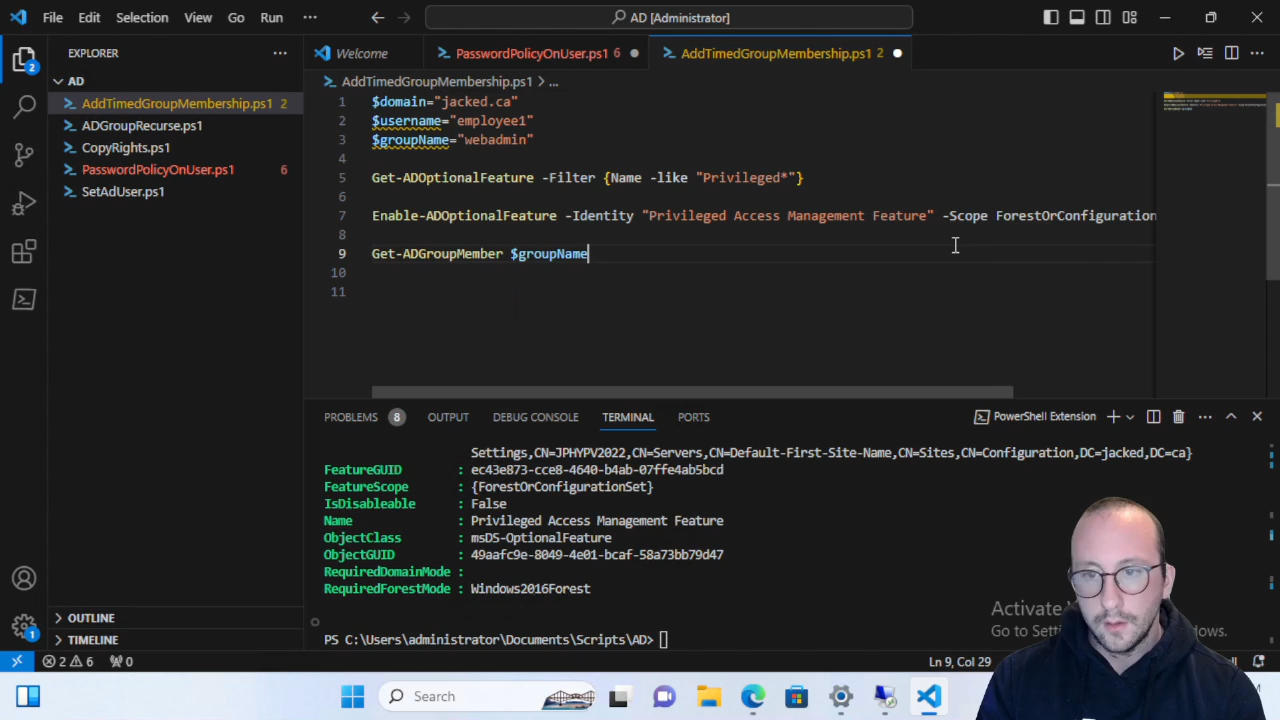 File Edit Selection View Go Run ··· AD [Administrator]
EXPLORER ···
AD
AddTimedGroupMembership.ps1 2
ADGroupRecurse.ps1
CopyRights.ps1
PasswordPolicyOnUser.ps1 6
SetAdUser.ps1
OUTLINE
TIMELINE
Welcome PasswordPolicyOnUser.ps1 6 AddTimedGroupMembership.ps1 2
AddTimedGroupMembership.ps1 > ...
1 $domain="jacked.ca"
2 $username="employee1"
3 $groupName="webadmin"
4
5 Get-ADOptionalFeature -Filter {Name -like "Privileged*"}
6
7 Enable-ADOptionalFeature -Identity "Privileged Access Management Feature" -Scope ForestOrConfiguration
8
9 Get-ADGroupMember $groupName
10
11
PROBLEMS 8 OUTPUT DEBUG CONSOLE TERMINAL PORTS PowerShell Extension
Settings,CN=JPHYPV2022,CN=Servers,CN=Default-First-Site-Name,CN=Sites,CN=Configuration,DC=jacked,DC=ca}
FeatureGUID : ec43e873-cce8-4640-b4ab-07ffe4ab5bcd
FeatureScope : {ForestOrConfigurationSet}
IsDisableable : False
Name : Privileged Access Management Feature
ObjectClass : msDS-OptionalFeature
ObjectGUID : 49aafc9e-8049-4e01-bcaf-58a73bb79d47
RequiredDomainMode :
RequiredForestMode : Windows2016Forest
PS C:\Users\administrator\Documents\Scripts\AD>
Activate
Go to
2 6 0 Ln 9, Col 29
Search